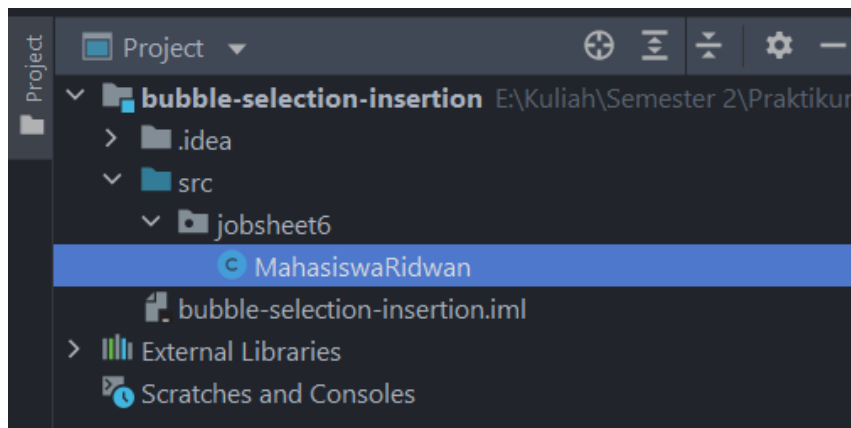 Project
Project
bubble-selection-insertion E:\Kuliah\Semester 2\Praktikur
.idea
src
jobsheet6
C MahasiswaRidwan
bubble-selection-insertion.iml
External Libraries
Scratches and Consoles